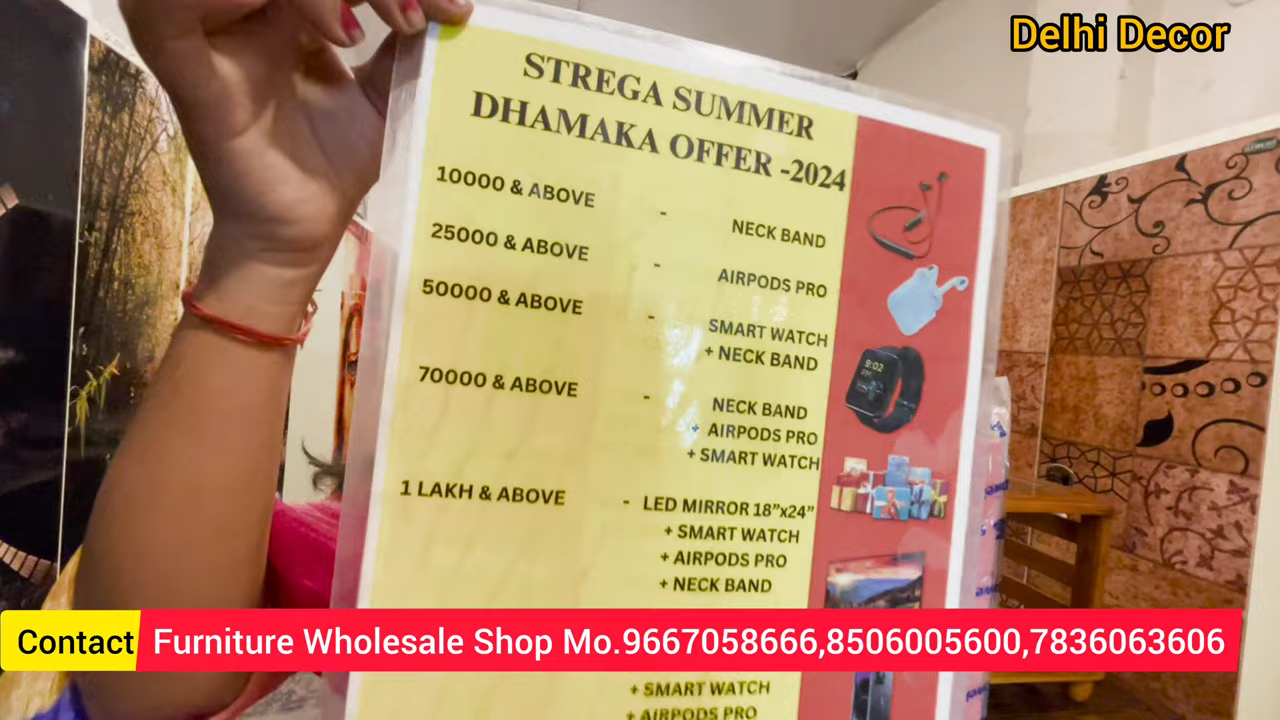 Delhi Decor
STREGA SUMMER
DHAMAKA OFFER -2024
10000 & ABOVE - NECK BAND
25000 & ABOVE - AIRPODS PRO
50000 & ABOVE - SMART WATCH
+ NECK BAND
70000 & ABOVE - NECK BAND
+ AIRPODS PRO
+ SMART WATCH
1 LAKH & ABOVE - LED MIRROR 18”x24”
+ SMART WATCH
+ AIRPODS PRO
+ NECK BAND
9:02
Contact Furniture Wholesale Shop Mo.9667058666,8506005600,7836063606
+ SMART WATCH
+ AIRPODS PRO